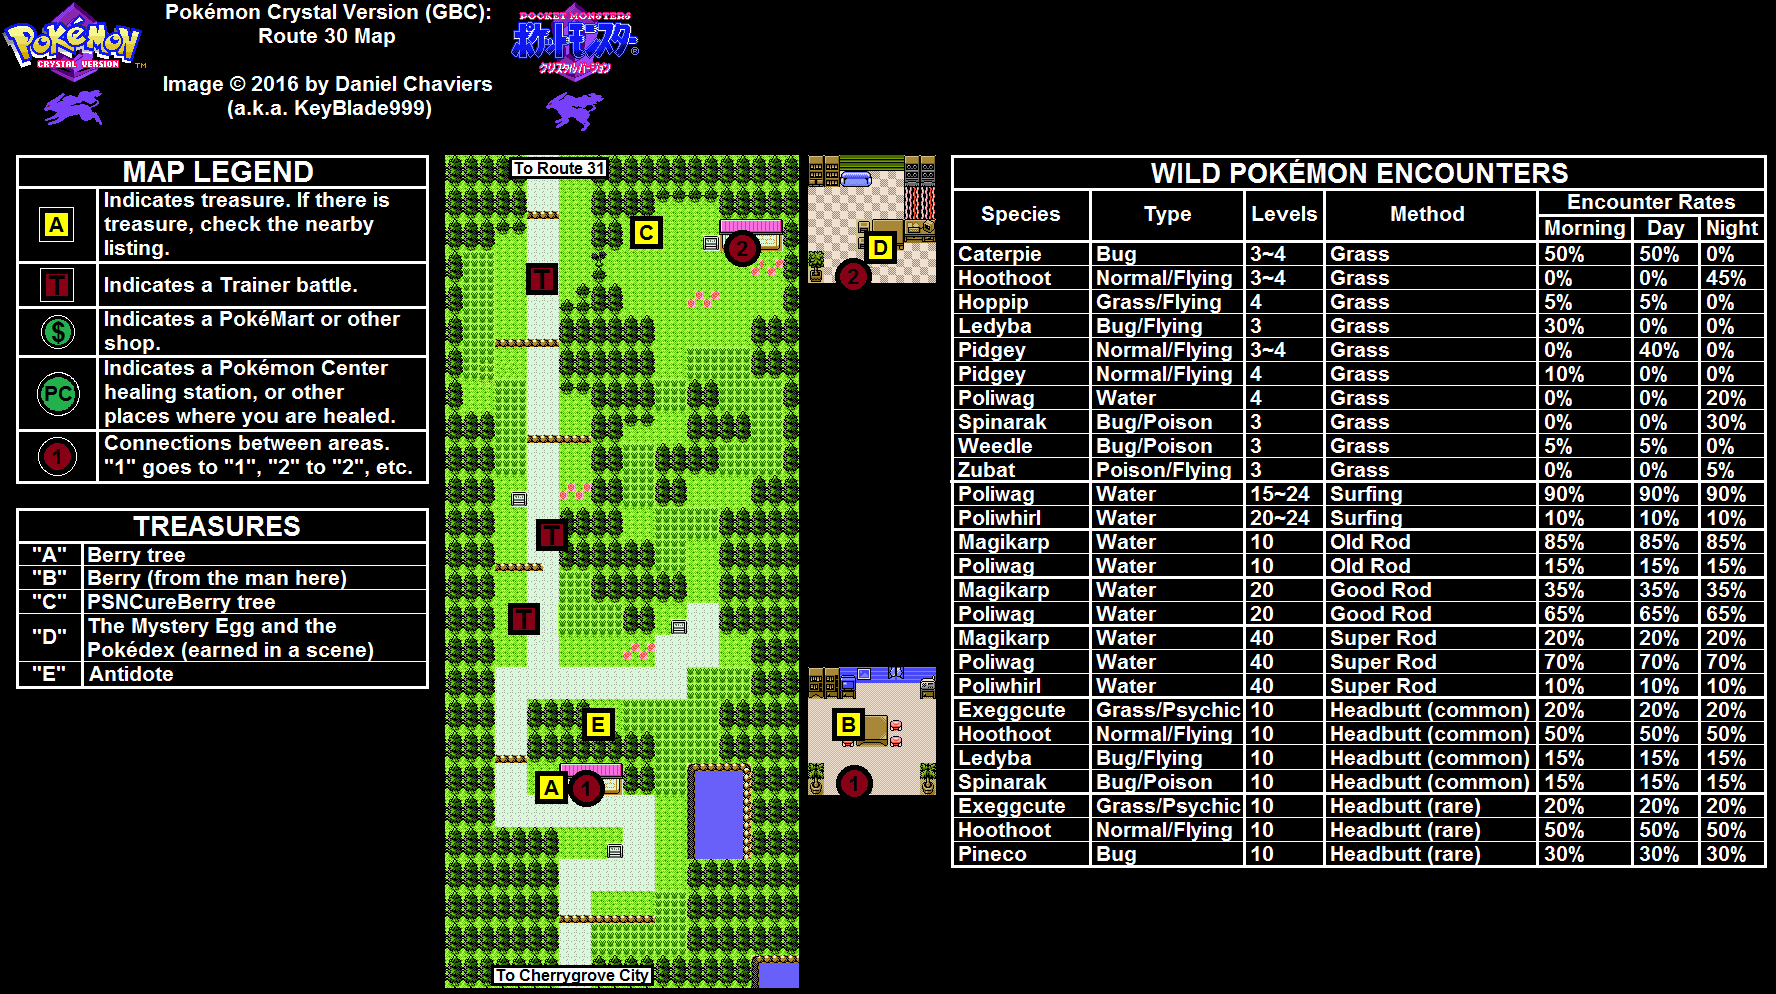 POKéMON
CRYSTAL VERSION
TM
Pokémon Crystal Version (GBC):
Route 30 Map
Image © 2016 by Daniel Chaviers
(a.k.a. KeyBlade999)
POCKET MONSTERS
ポケットモンスター
®
クリスタルバージョン
MAP LEGEND
A Indicates treasure. If there is
treasure, check the nearby
listing.
T Indicates a Trainer battle.
$ Indicates a PokéMart or other
shop.
PC Indicates a Pokémon Center
healing station, or other
places where you are healed.
1 Connections between areas.
"1" goes to "1", "2" to "2", etc.
TREASURES
"A" Berry tree
"B" Berry (from the man here)
"C" PSNCureBerry tree
"D" The Mystery Egg and the
Pokédex (earned in a scene)
"E" Antidote
To Route 31
C
2
T
T
T
E
A
1
To Cherrygrove City
D
2
B
1
WILD POKÉMON ENCOUNTERS
Species Type Levels Method Encounter Rates
Morning Day Night
Caterpie Bug 3~4 Grass 50% 50% 0%
Hoothoot Normal/Flying 3~4 Grass 0% 0% 45%
Hoppip Grass/Flying 4 Grass 5% 5% 0%
Ledyba Bug/Flying 3 Grass 30% 0% 0%
Pidgey Normal/Flying 3~4 Grass 0% 40% 0%
Pidgey Normal/Flying 4 Grass 10% 0% 0%
Poliwag Water 4 Grass 0% 0% 20%
Spinarak Bug/Poison 3 Grass 0% 0% 30%
Weedle Bug/Poison 3 Grass 5% 5% 0%
Zubat Poison/Flying 3 Grass 0% 0% 5%
Poliwag Water 15~24 Surfing 90% 90% 90%
Poliwhirl Water 20~24 Surfing 10% 10% 10%
Magikarp Water 10 Old Rod 85% 85% 85%
Poliwag Water 10 Old Rod 15% 15% 15%
Magikarp Water 20 Good Rod 35% 35% 35%
Poliwag Water 20 Good Rod 65% 65% 65%
Magikarp Water 40 Super Rod 20% 20% 20%
Poliwag Water 40 Super Rod 70% 70% 70%
Poliwhirl Water 40 Super Rod 10% 10% 10%
Exeggcute Grass/Psychic 10 Headbutt (common) 20% 20% 20%
Hoothoot Normal/Flying 10 Headbutt (common) 50% 50% 50%
Ledyba Bug/Flying 10 Headbutt (common) 15% 15% 15%
Spinarak Bug/Poison 10 Headbutt (common) 15% 15% 15%
Exeggcute Grass/Psychic 10 Headbutt (rare) 20% 20% 20%
Hoothoot Normal/Flying 10 Headbutt (rare) 50% 50% 50%
Pineco Bug 10 Headbutt (rare) 30% 30% 30%